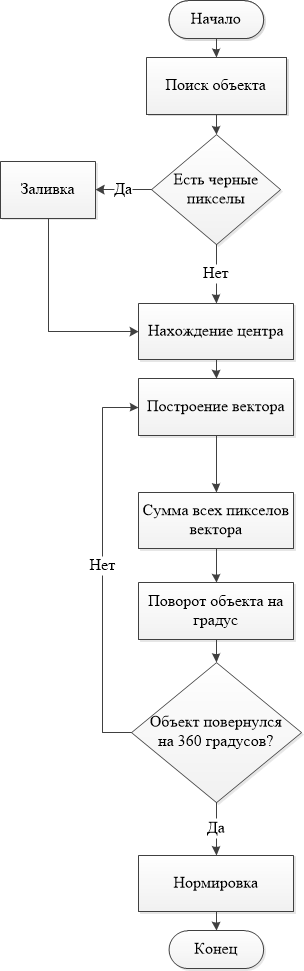 Начало
Поиск объекта
Есть черные
пикселы
Да
Заливка
Нет
Нахождение центра
Построение вектора
Сумма всех пикселов
вектора
Нет
Поворот объекта на
градус
Объект повернулся
на 360 градусов?
Да
Нормировка
Конец